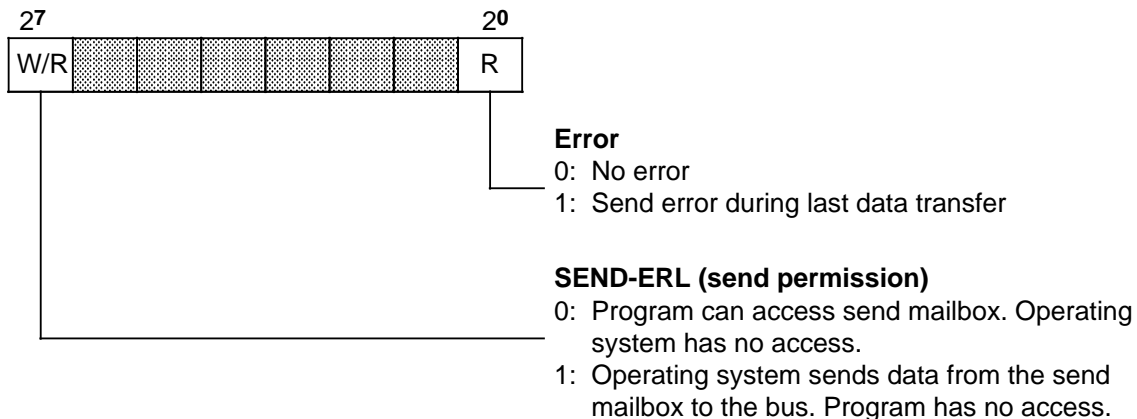 27 20
W/R R
Error
0: No error
1: Send error during last data transfer
SEND-ERL (send permission)
0: Program can access send mailbox. Operating
system has no access.
1: Operating system sends data from the send
mailbox to the bus. Program has no access.